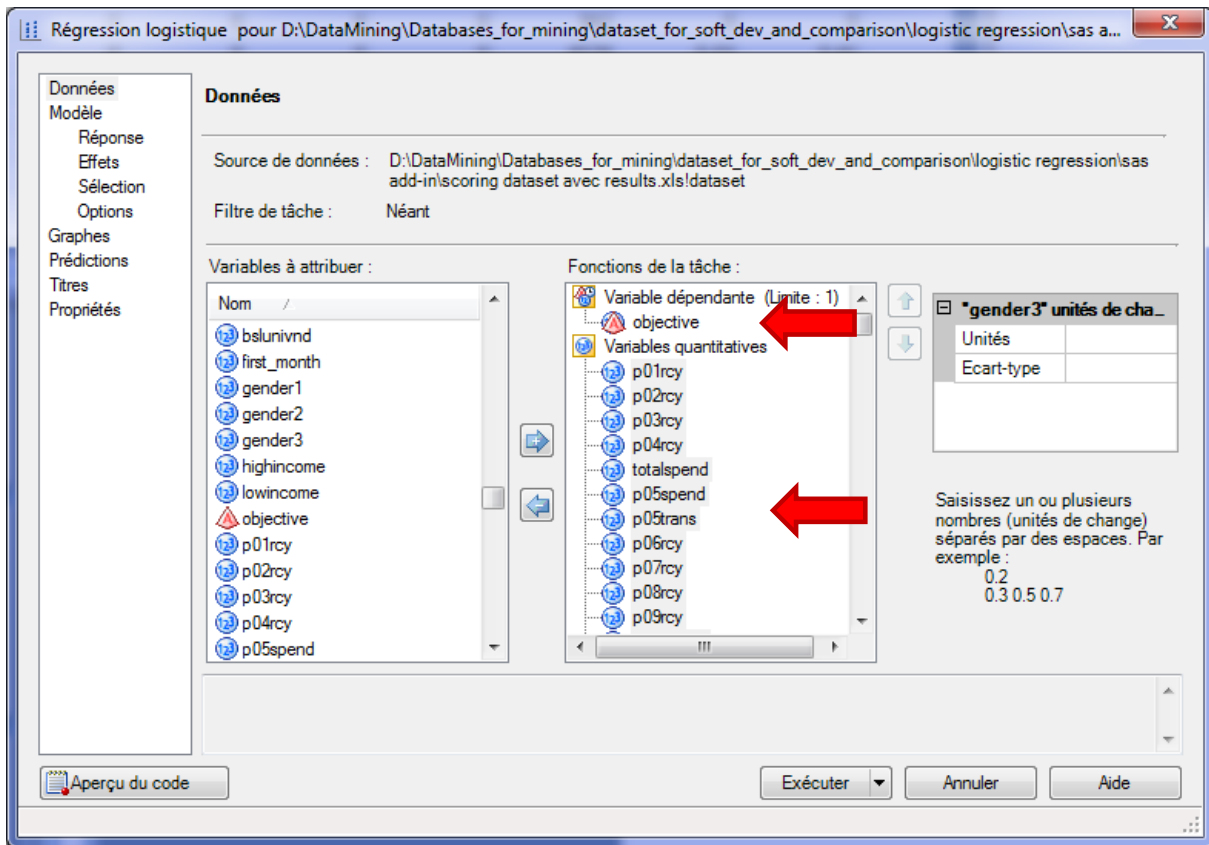 Régression logistique pour D:\DataMining\Databases_for_mining\dataset_for_soft_dev_and_comparison\logistic regression\sas a...
Données
Modèle
Réponse
Effets
Sélection
Options
Graphes
Prédictions
Titres
Propriétés
Données
Source de données : D:\DataMining\Databases_for_mining\dataset_for_soft_dev_and_comparison\logistic regression\sas
add-in\scoring dataset avec results.xls!dataset
Filtre de tâche : Néant
Variables à attribuer :
Nom
bslunivnd
first_month
gender1
gender2
gender3
highincome
lowincome
objective
p01rcy
p02rcy
p03rcy
p04rcy
p05spend
Fonctions de la tâche :
Variable dépendante (Limite : 1)
objective
Variables quantitatives
p01rcy
p02rcy
p03rcy
p04rcy
totalspend
p05spend
p05trans
p06rcy
p07rcy
p08rcy
p09rcy
"gender3" unités de cha...
Unités
Ecart-type
Saisissez un ou plusieurs
nombres (unités de change)
séparés par des espaces. Par
exemple :
0.2
0.3 0.5 0.7
Aperçu du code
Exécuter
Annuler
Aide